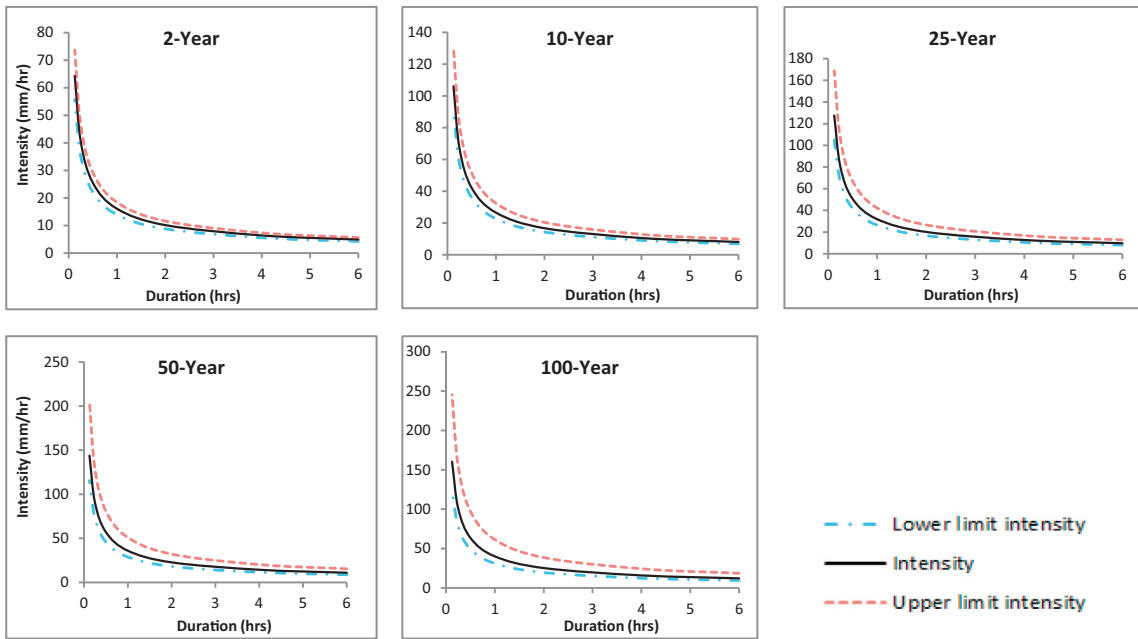 2-Year
Intensity (mm/hr)
80
70
60
50
40
30
20
10
0
0 1 2 3 4 5 6
Duration (hrs)
10-Year
140
120
100
80
60
40
20
0
0 1 2 3 4 5 6
Duration (hrs)
25-Year
180
160
140
120
100
80
60
40
20
0
0 1 2 3 4 5 6
Duration (hrs)
50-Year
Intensity (mm/hr)
250
200
150
100
50
0
0 1 2 3 4 5 6
Duration (hrs)
100-Year
300
250
200
150
100
50
0
0 1 2 3 4 5 6
Duration (hrs)
Lower limit intensity
Intensity
Upper limit intensity